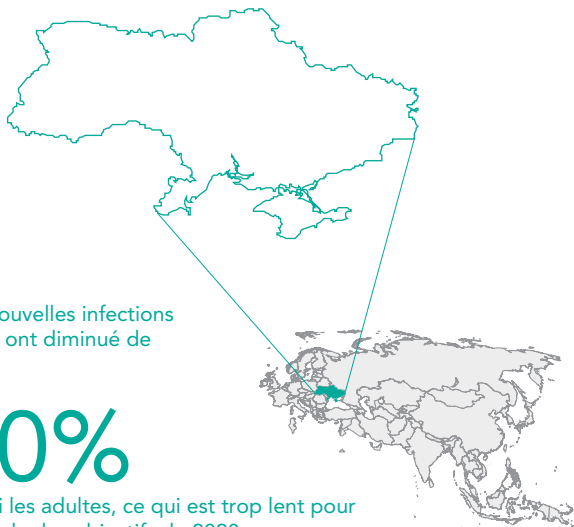 ouvelles infections
ont diminué de
0%
les adultes, ce qui est trop lent pour